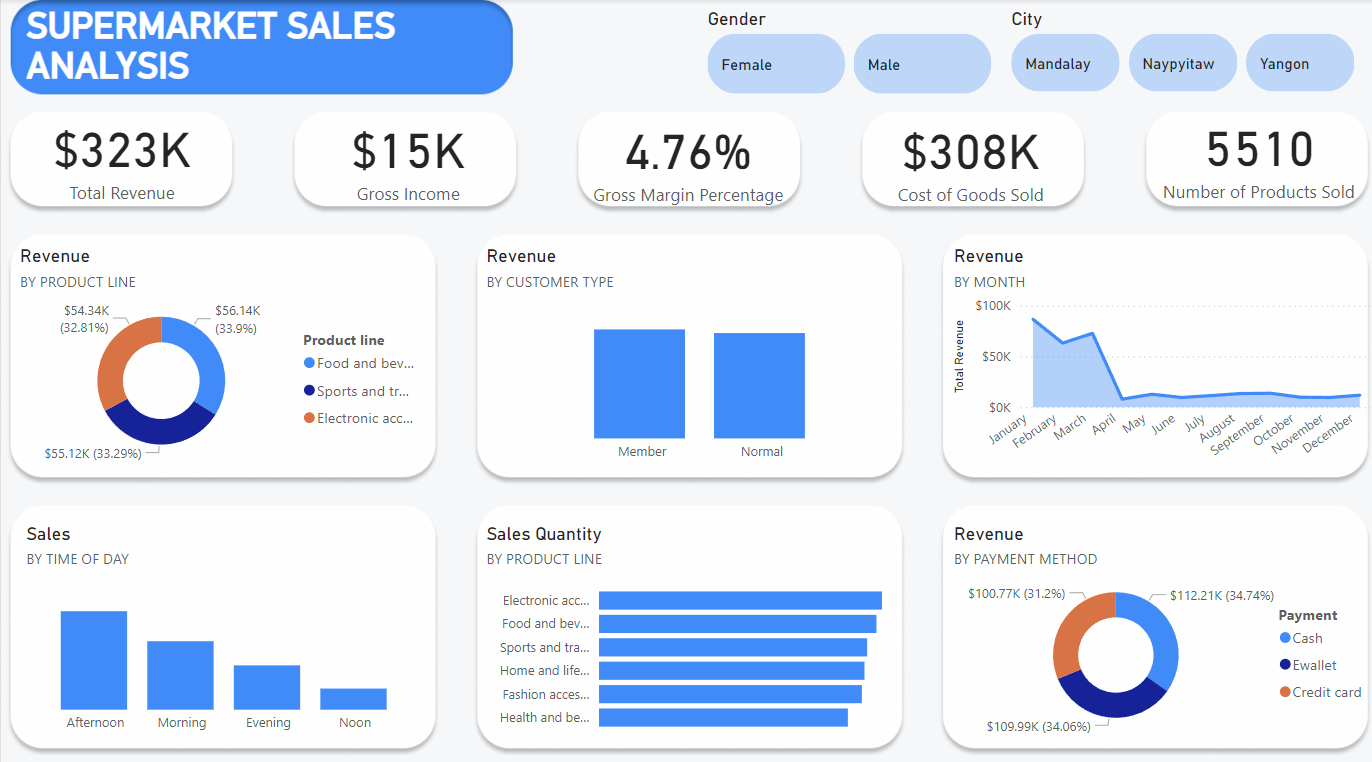 SUPERMARKET SALES
ANALYSIS
Gender
Female
Male
City
Mandalay
Naypyitaw
Yangon
$323K
Total Revenue
$15K
Gross Income
4.76%
Gross Margin Percentage
$308K
Cost of Goods Sold
5510
Number of Products Sold
Revenue
BY PRODUCT LINE
$54.34K
(32.81%)
$56.14K
(33.9%)
$55.12K (33.29%)
Product line
Food and bev...
Sports and tr...
Electronic acc...
Revenue
BY CUSTOMER TYPE
Member
Normal
Revenue
BY MONTH
Total Revenue
$100K
$50K
$0K
January
February
March
April
May
June
July
August
September
October
November
December
Sales
BY TIME OF DAY
Afternoon
Morning
Evening
Noon
Sales Quantity
BY PRODUCT LINE
Electronic acc...
Food and bev...
Sports and tra...
Home and life...
Fashion acces...
Health and be...
Revenue
BY PAYMENT METHOD
$100.77K (31.2%)
$112.21K (34.74%)
$109.99K (34.06%)
Payment
Cash
Ewallet
Credit card